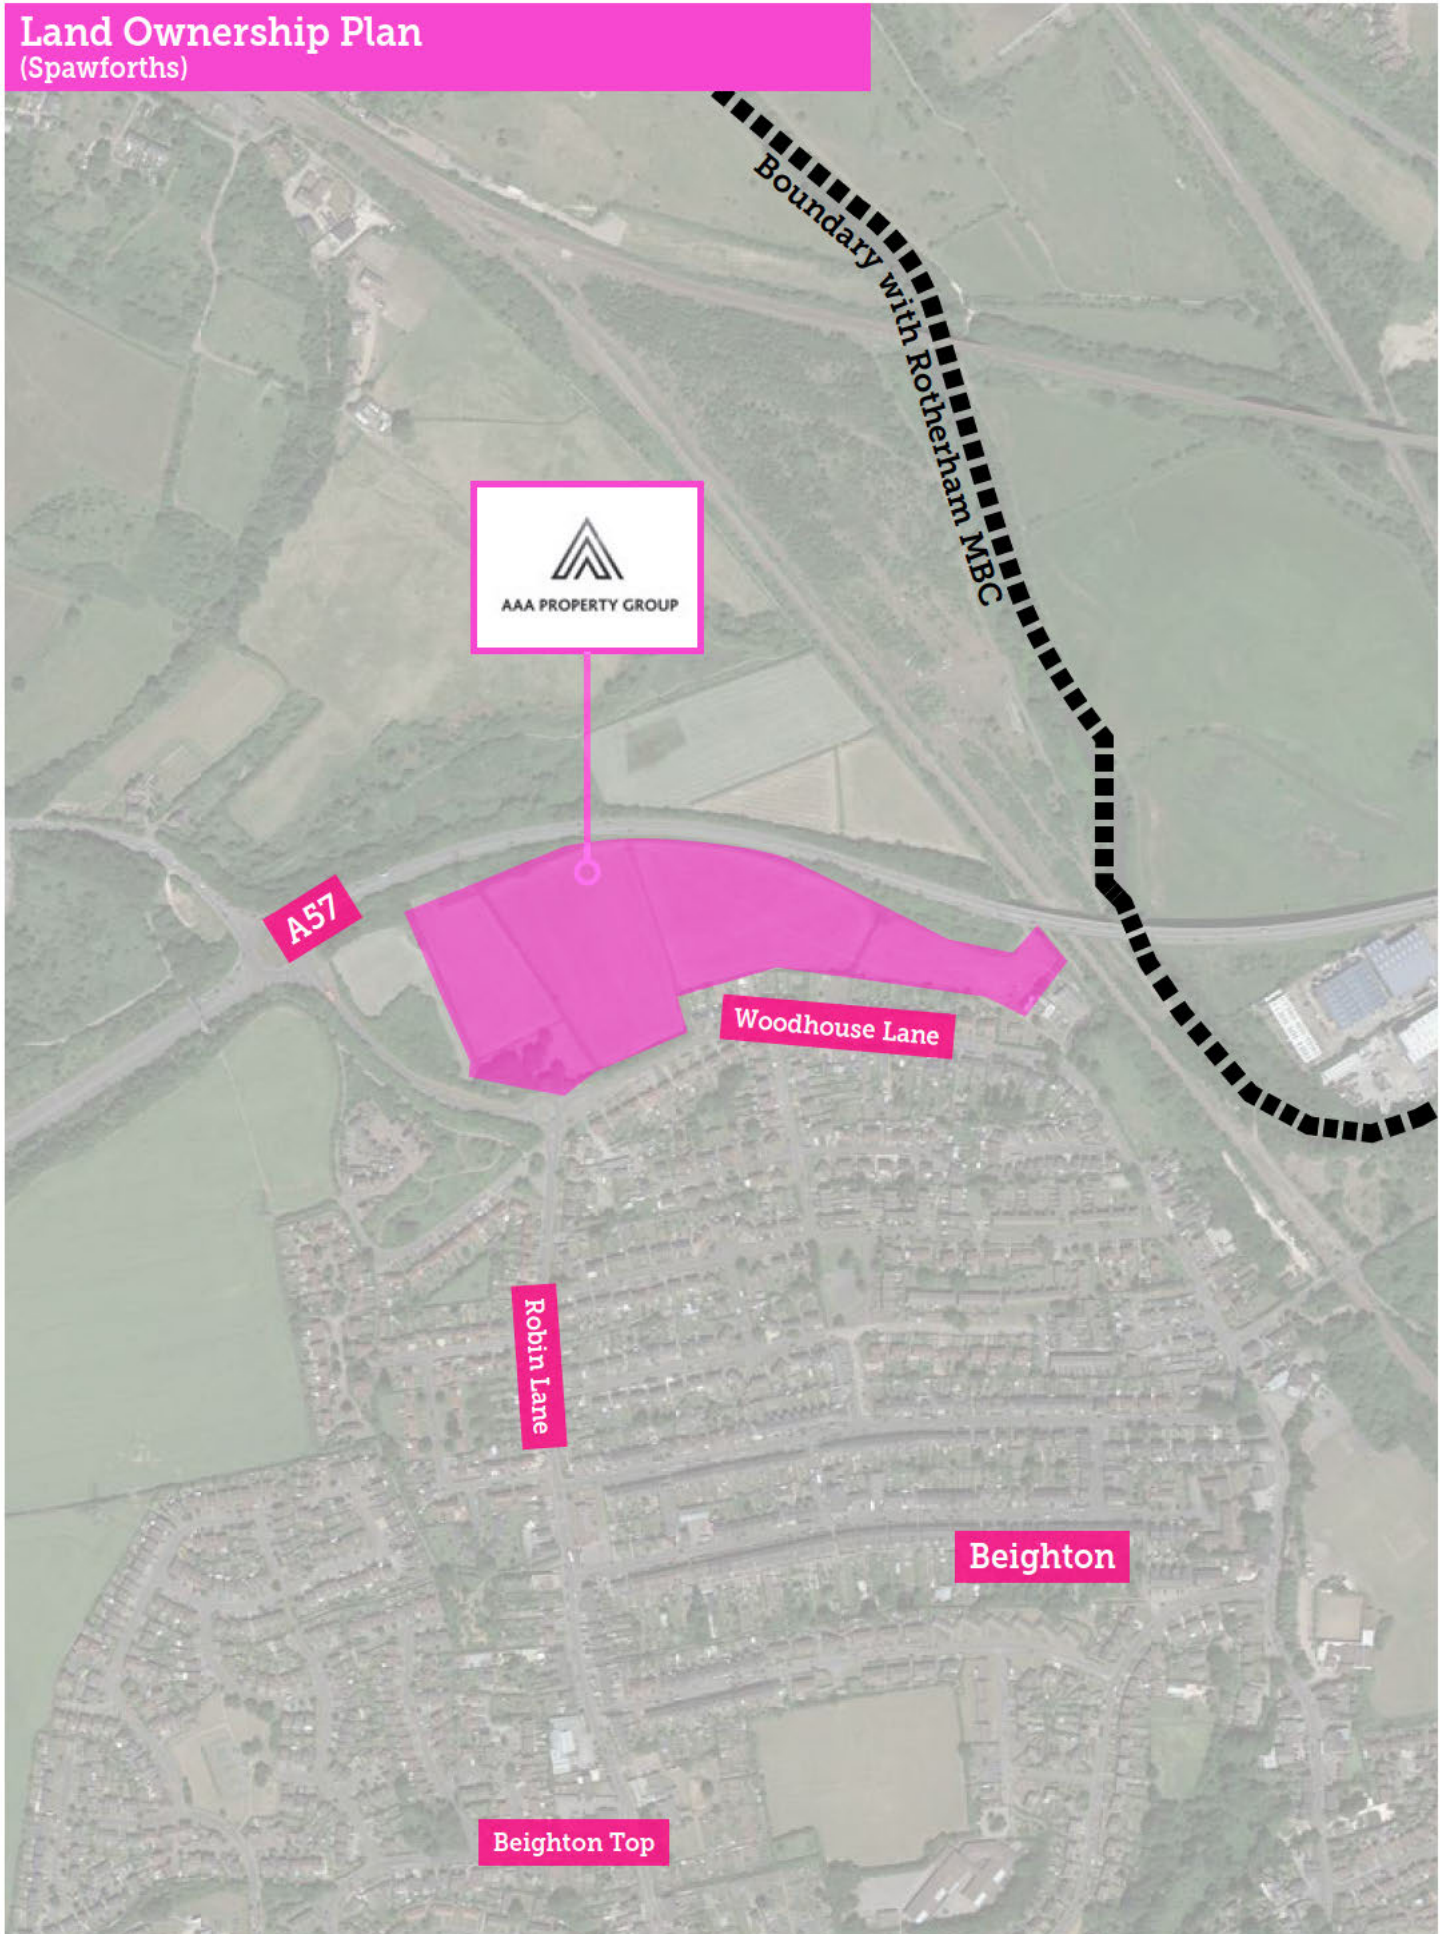 Land Ownership Plan
(Spawforths)
Boundary with Rotherham MBC
AAA PROPERTY GROUP
A57
Woodhouse Lane
Robin Lane
Beighton
Beighton Top